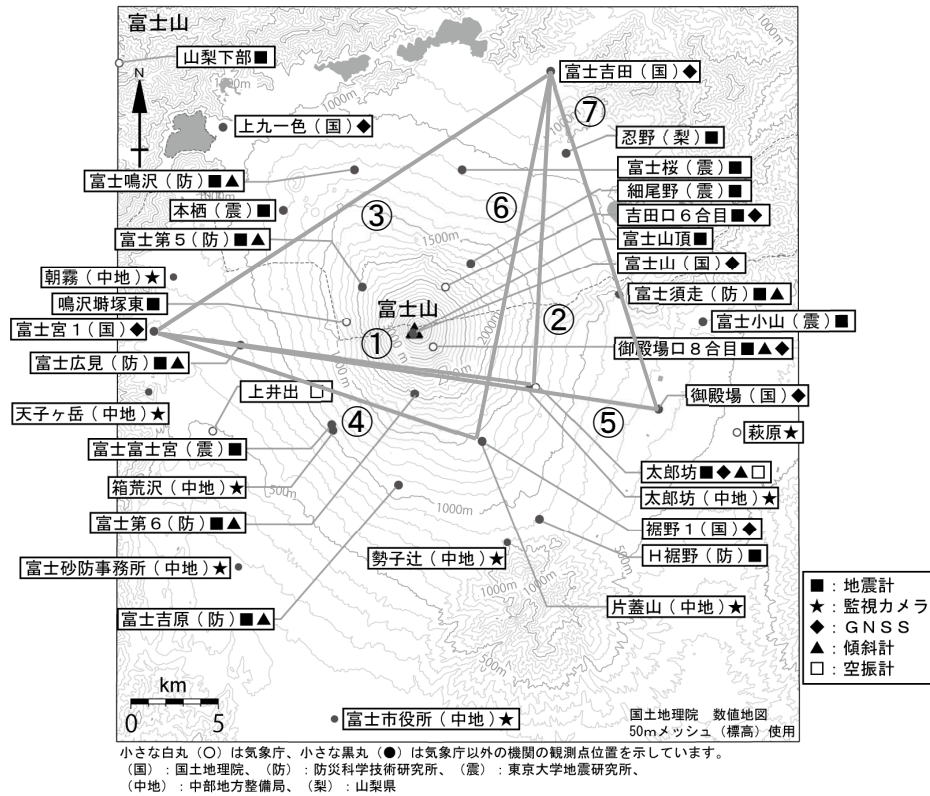 富士山
山梨下部■
N
富士吉田（国）◆
⑦
1000m
上九一色（国）◆
忍野（梨）■
富士鳴沢（防）■▲
富士桜（震）■
細尾野（震）■
本栖（震）■
③
⑥
吉田口６合目■◆
富士第５（防）■▲
1500m
富士山頂■
富士山（国）◆
朝霧（中地）★
鳴沢塒塚東■
富士山
富士須走（防）■▲
2000m
富士宮１（国）◆
①
②
富士小山（震）■
富士広見（防）■▲
御殿場口８合目■▲◆
天子ヶ岳（中地）★
上井出 □
御殿場（国）◆
④
⑤
萩原★
富士富士宮（震）■
太郎坊■◆▲□
箱荒沢（中地）★
500m
太郎坊（中地）★
1000m
富士第６（防）■▲
裾野１（国）◆
勢子辻（中地）★
Ｈ裾野（防）■
富士砂防事務所（中地）★
500m
1000m
1000m
片蓋山（中地）★
富士吉原（防）■▲
500m
■：地震計
★：監視カメラ
◆：ＧＮＳＳ
▲：傾斜計
□：空振計
km
0 5
富士市役所（中地）★
国土地理院　数値地図
50mメッシュ（標高）使用
小さな白丸（○）は気象庁、小さな黒丸（●）は気象庁以外の機関の観測点位置を示しています。
（国）：国土地理院、（防）：防災科学技術研究所、（震）：東京大学地震研究所、
（中地）：中部地方整備局、（梨）：山梨県